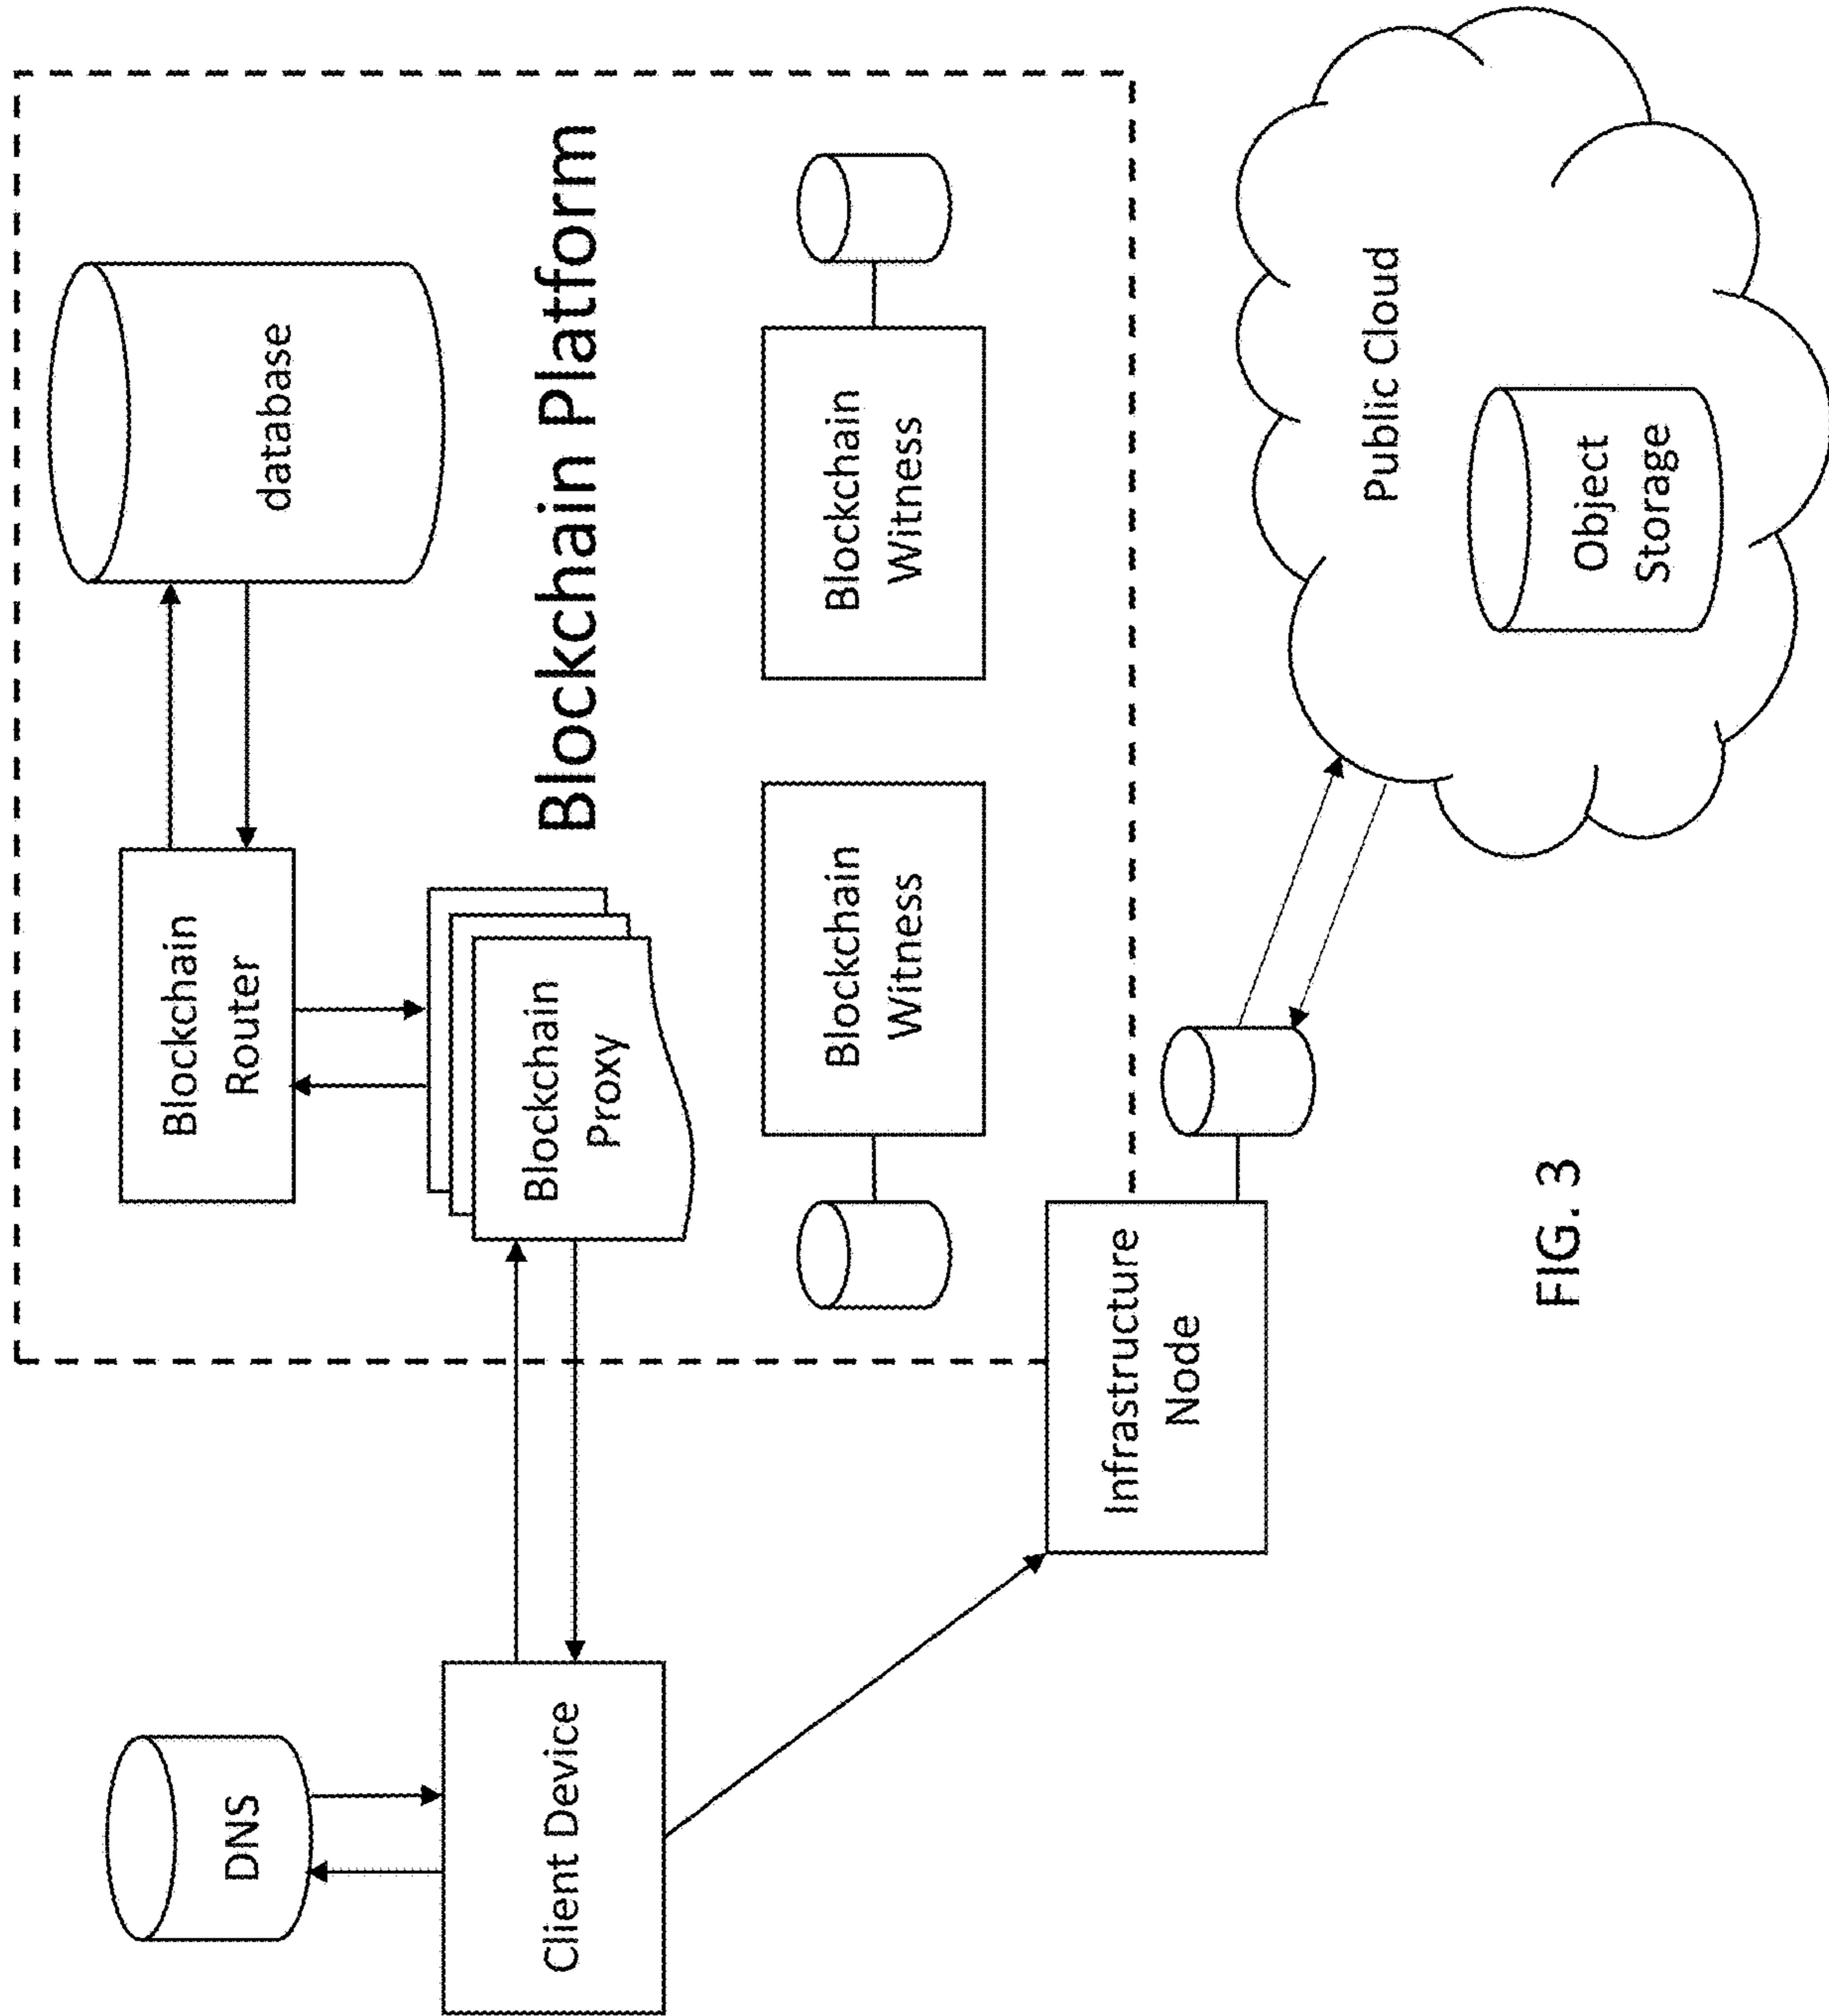 DNS
Client Device
Blockchain
Router
database
Blockchain
Proxy
Blockchain Platform
Blockchain
Witness
Blockchain
Witness
Infrastructure
Node
Public Cloud
Object
Storage
FIG. 3